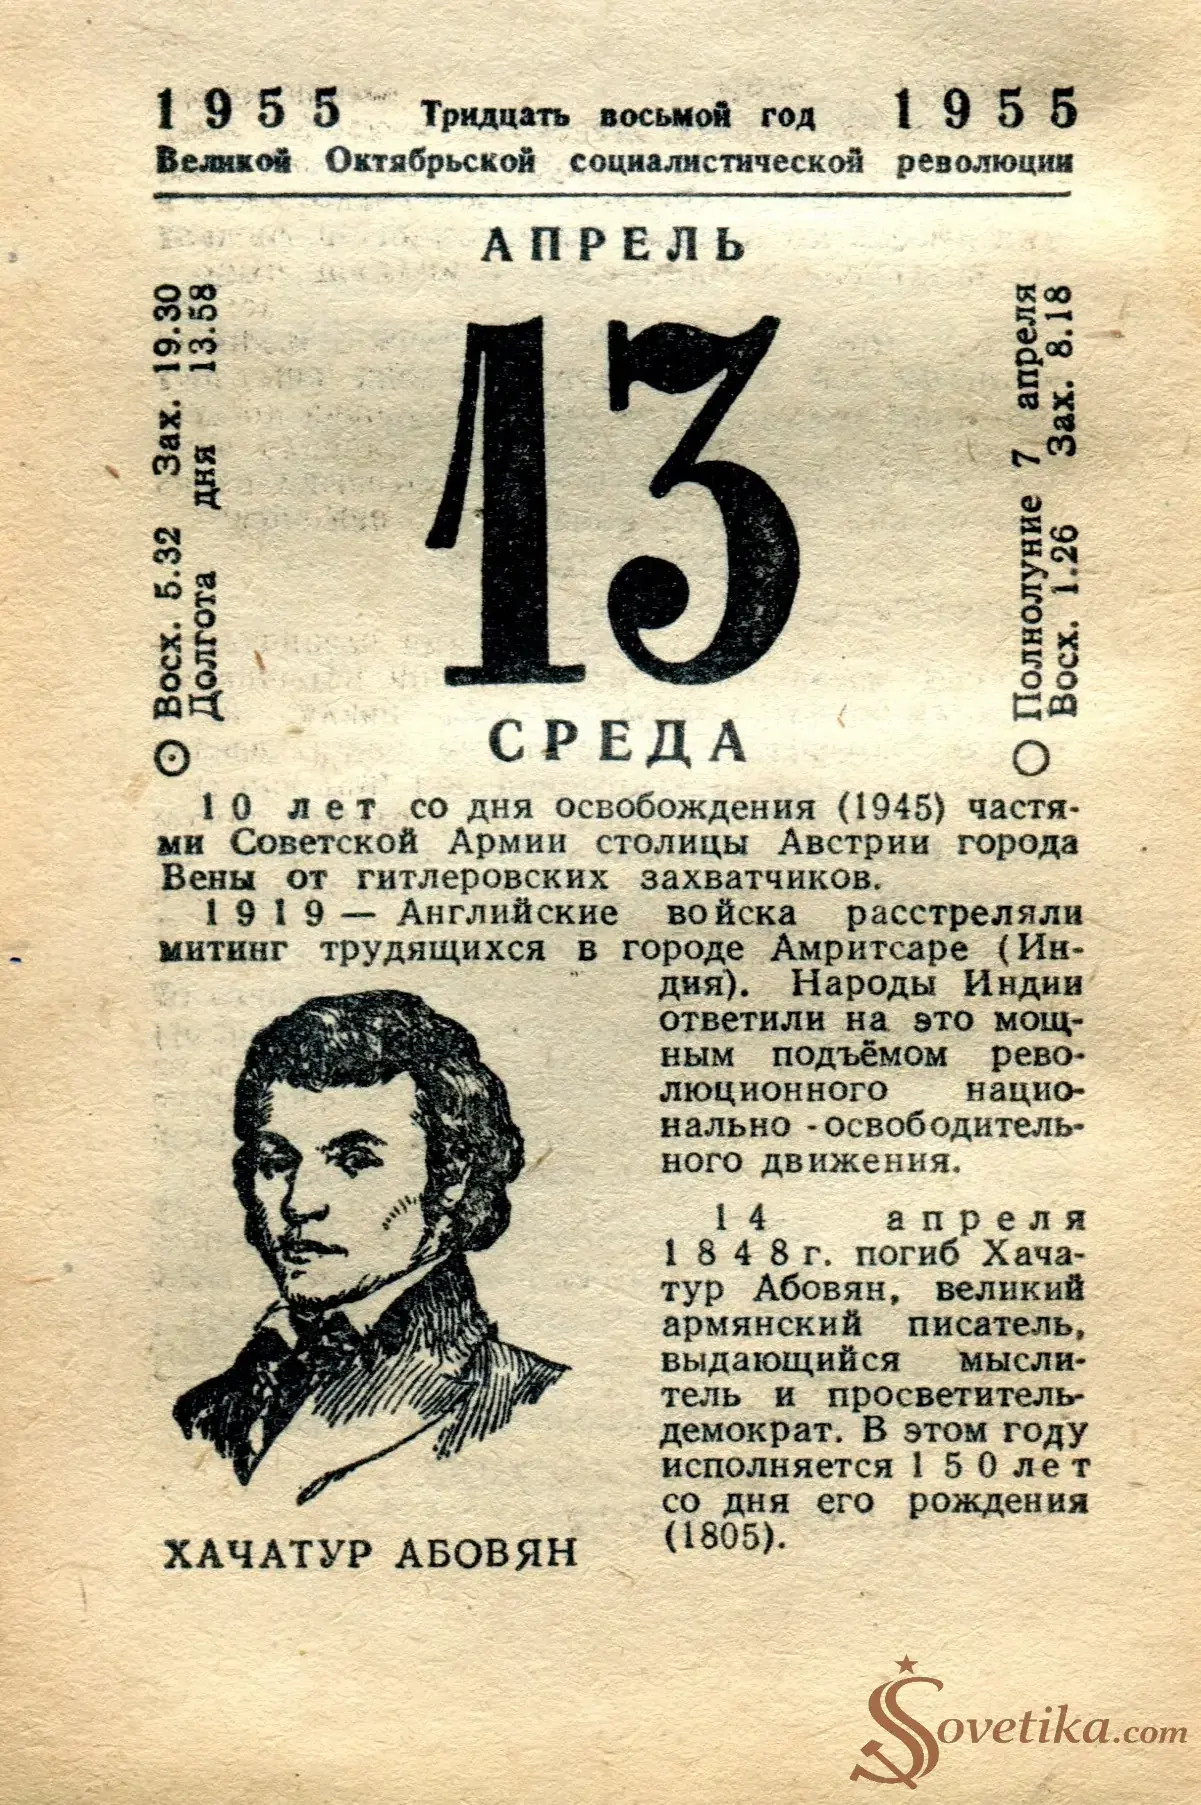 1955 Тридцать восьмой год 1955
Великой Октябрьской социалистической революции
АПРЕЛЬ
Восх. 5.32 Зах. 19.30
Долгота дня 13.58
13
Полнолуние 7 апреля
Восх. 1.26 Зах. 8.18
СРЕДА
10 лет со дня освобождения (1945) частя-
ми Советской Армии столицы Австрии города
Вены от гитлеровских захватчиков.
1919 — Английские войска расстреляли
митинг трудящихся в городе Амритсаре (Ин-
дия). Народы Индии
ответили на это мощ-
ным подъёмом рево-
люционного нацио-
нально-освободитель-
ного движения.
14 апреля
1848 г. погиб Хача-
тур Абовян, великий
армянский писатель,
выдающийся мысли-
тель и просветитель-
демократ. В этом году
исполняется 150 лет
со дня его рождения
(1805).
ХАЧАТУР АБОВЯН
Sovetika.com